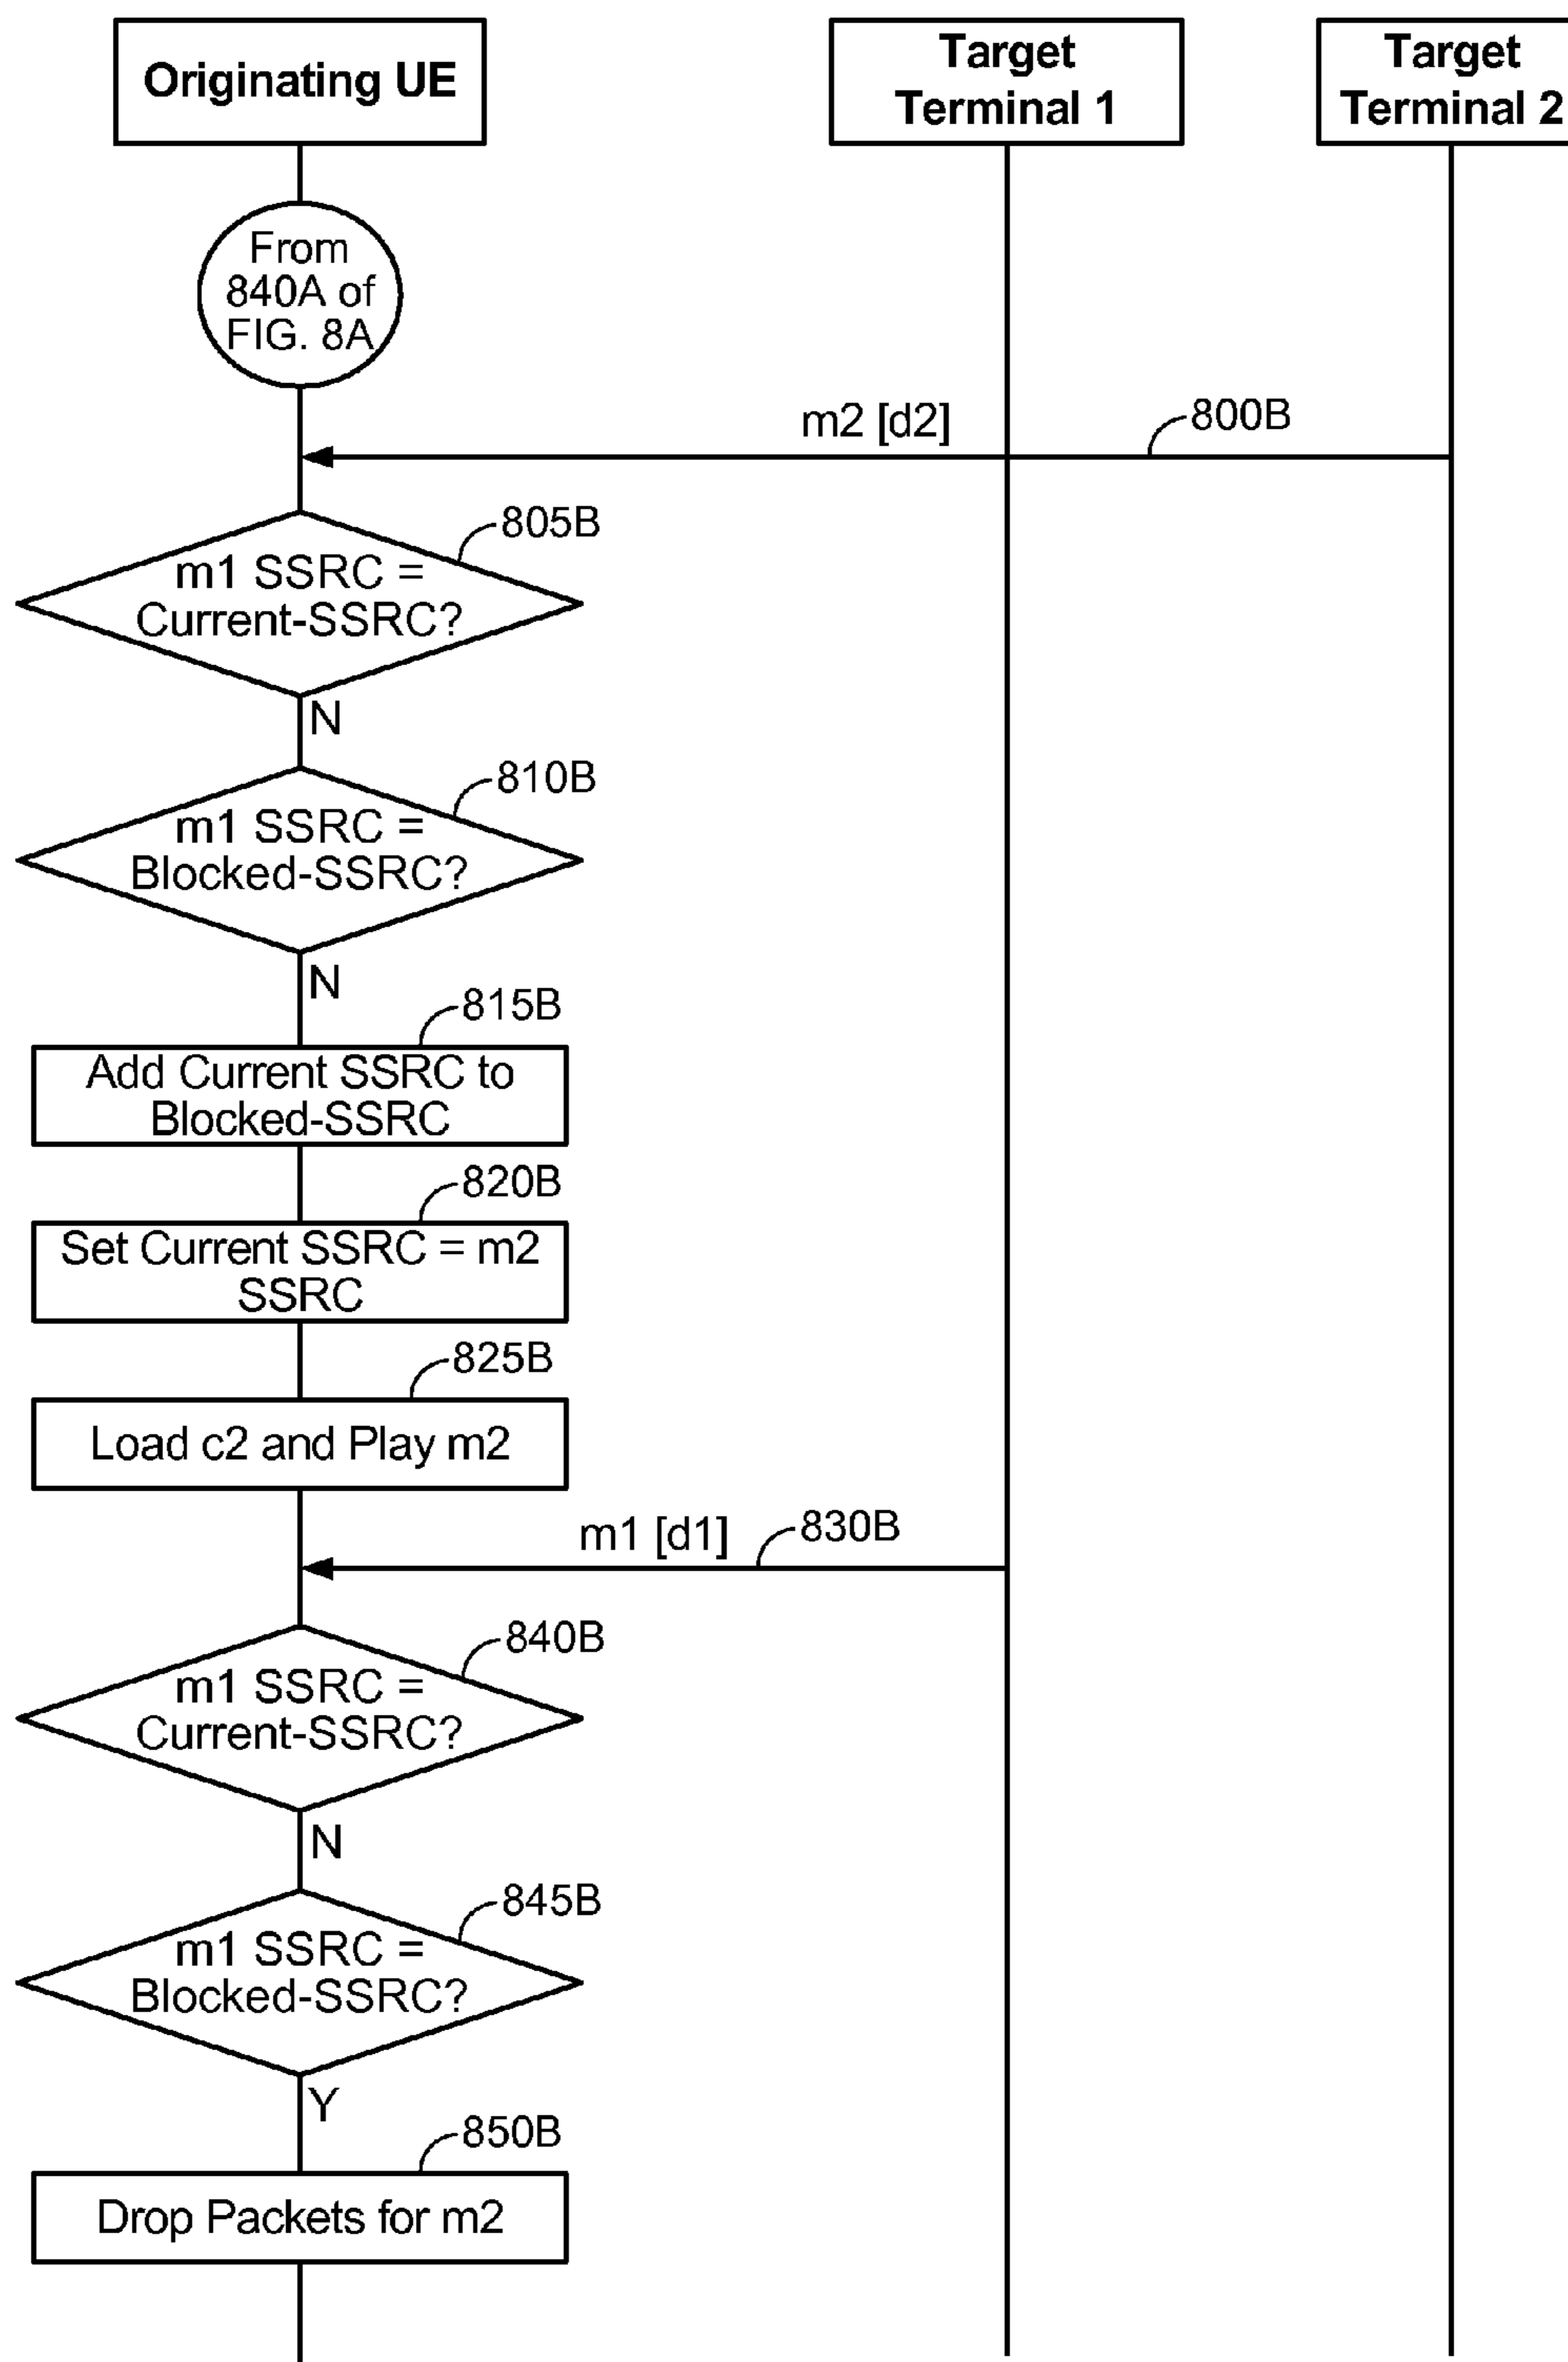 Originating UE
Target
Terminal 1
Target
Terminal 2
From
840A of
FIG. 8A
m2 [d2]
800B
805B
m1 SSRC =
Current-SSRC?
N
810B
m1 SSRC =
Blocked-SSRC?
N
815B
Add Current SSRC to
Blocked-SSRC
820B
Set Current SSRC = m2
SSRC
825B
Load c2 and Play m2
m1 [d1]
830B
840B
m1 SSRC =
Current-SSRC?
N
845B
m1 SSRC =
Blocked-SSRC?
Y
850B
Drop Packets for m2